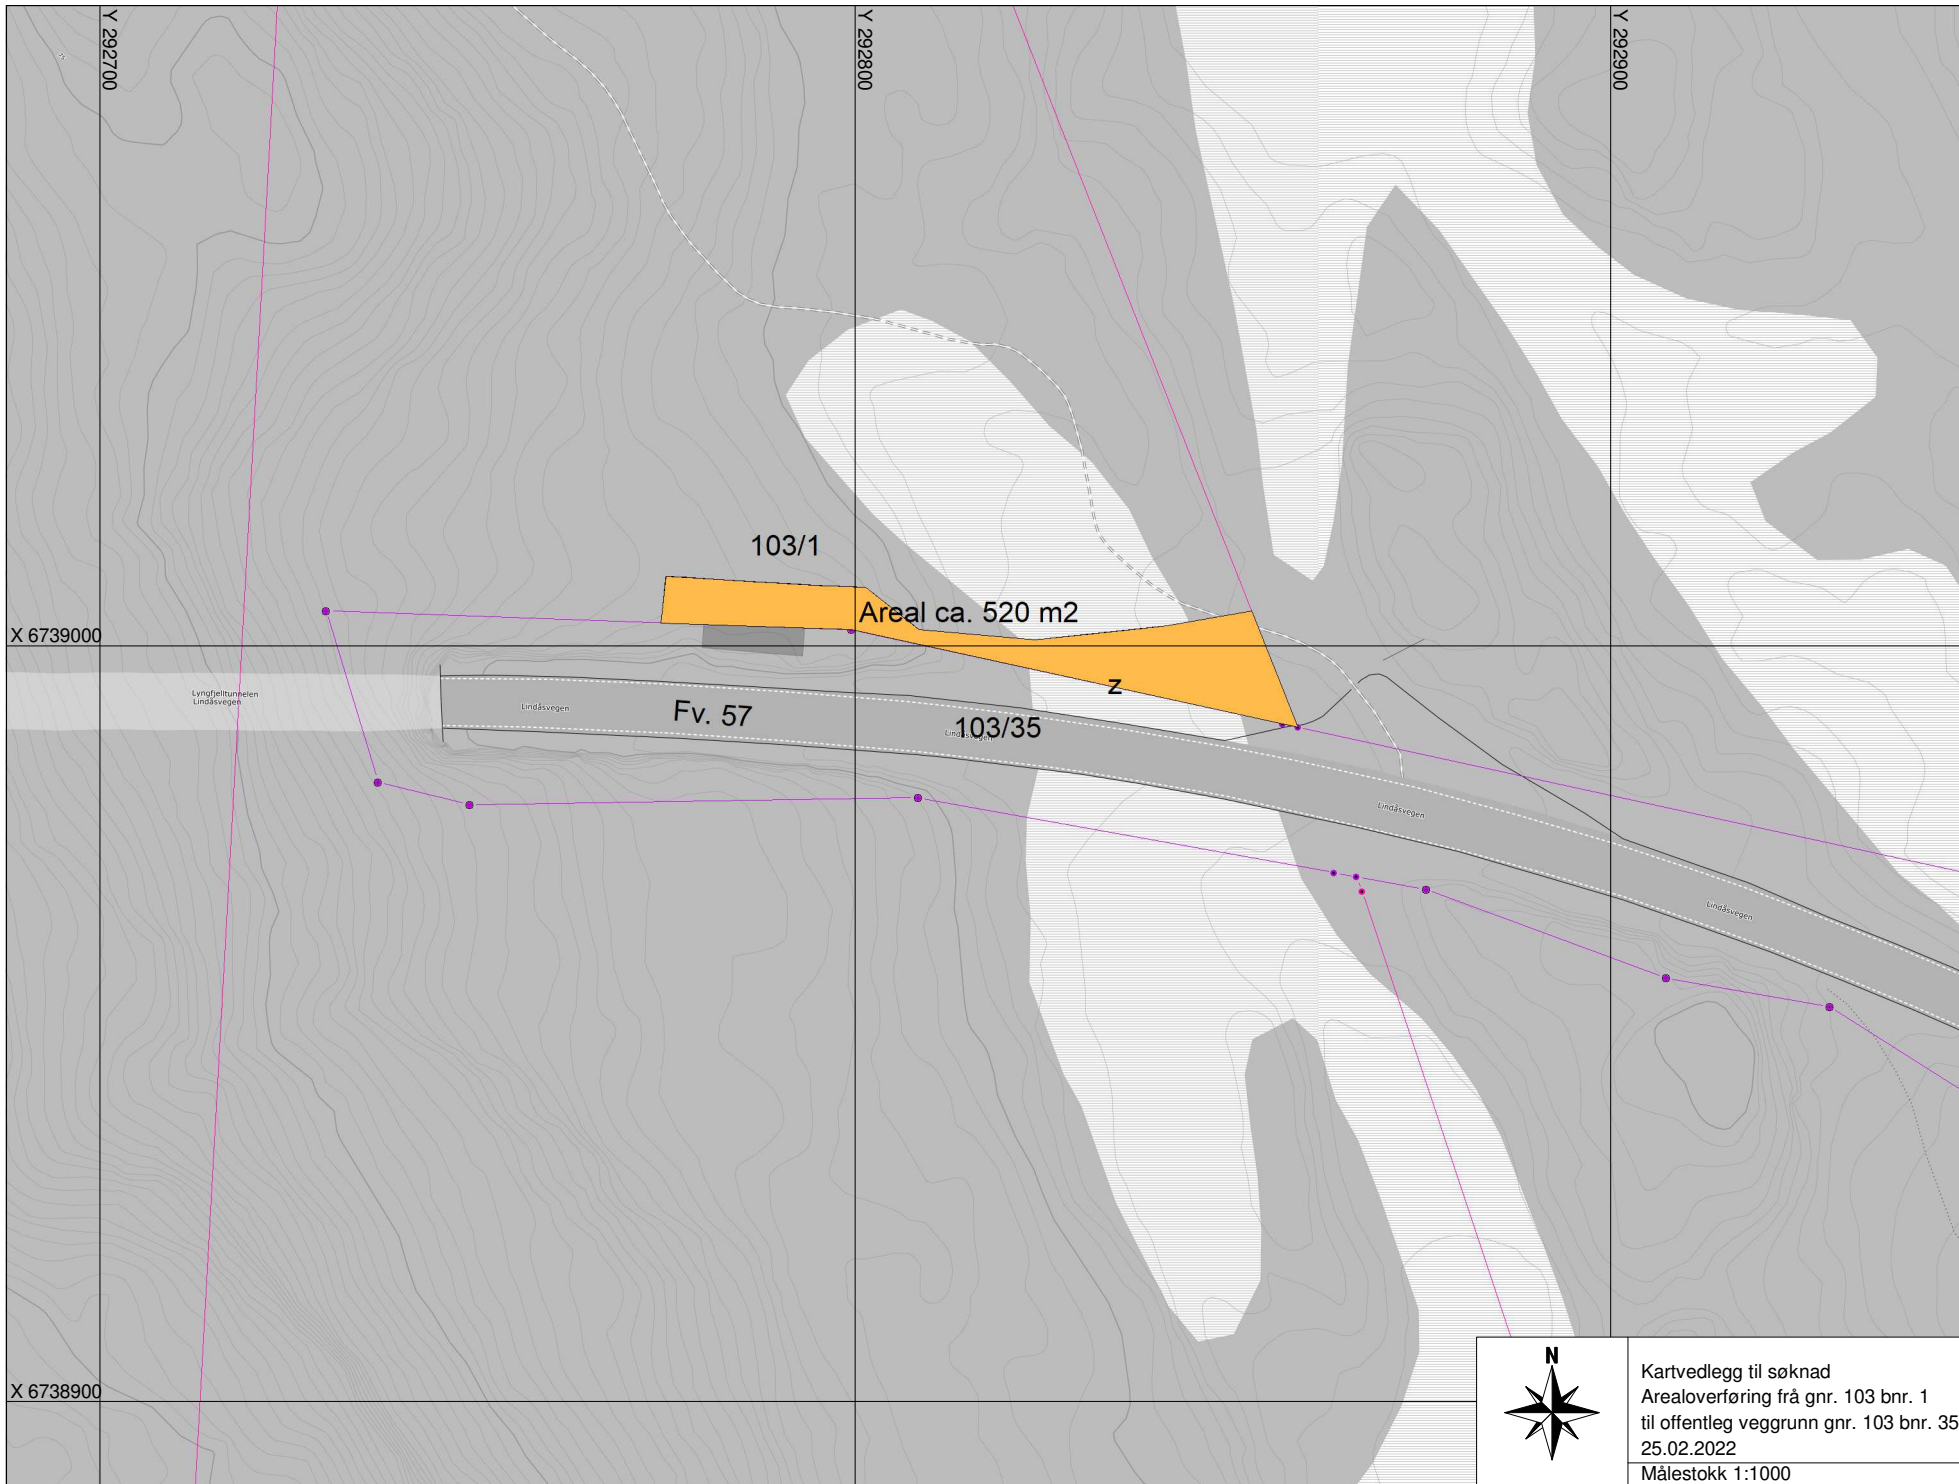 Y 292700
Y 292800
Y 292900
75
103/1
Areal ca. 520 m2
X 6739000
z
Lyngfjelltunnelen
Lindåsvegen
Lindåsvegen
Fv. 57
103/35
Lindåsvegen
Lindåsvegen
Lindåsvegen
X 6738900
N
Kartvedlegg til søknad
Arealoverføring frå gnr. 103 bnr. 1
til offentleg veggrunn gnr. 103 bnr. 35
25.02.2022
Målestokk 1:1000